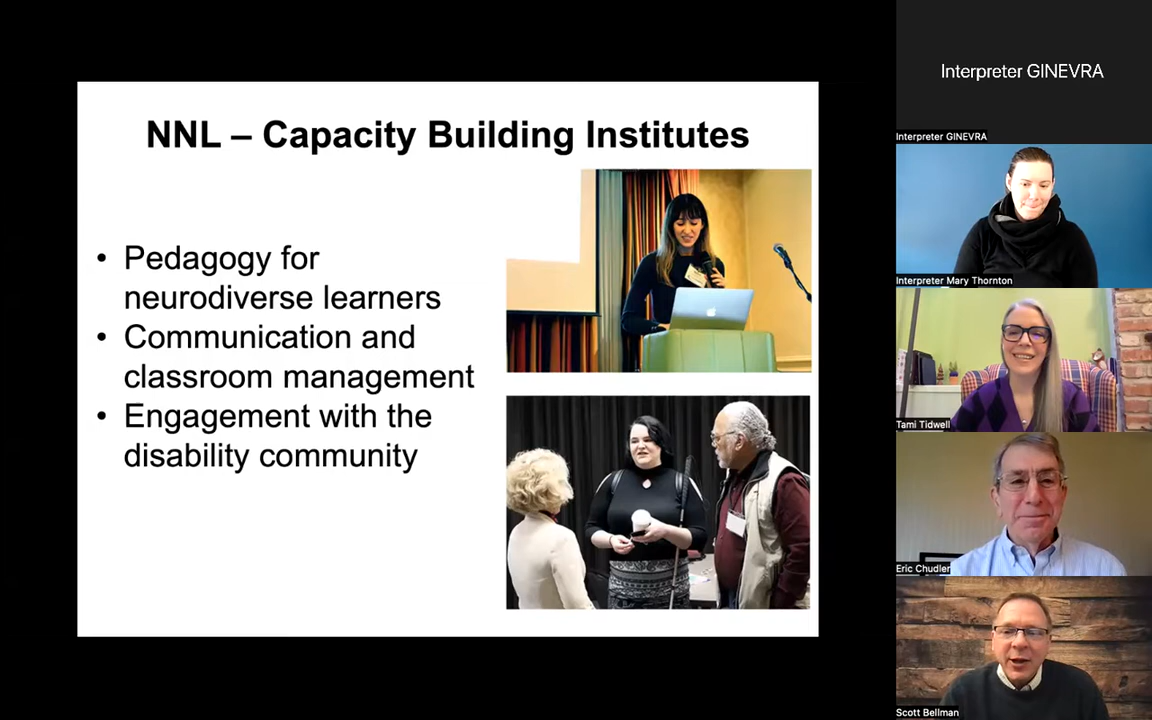 NNL – Capacity Building Institutes
• Pedagogy for
neurodiverse learners
• Communication and
classroom management
• Engagement with the
disability community
Interpreter GINEVRA
Interpreter GINEVRA
Interpreter Mary Thornton
Tami Tidwell
Eric Chudler
Scott Bellman